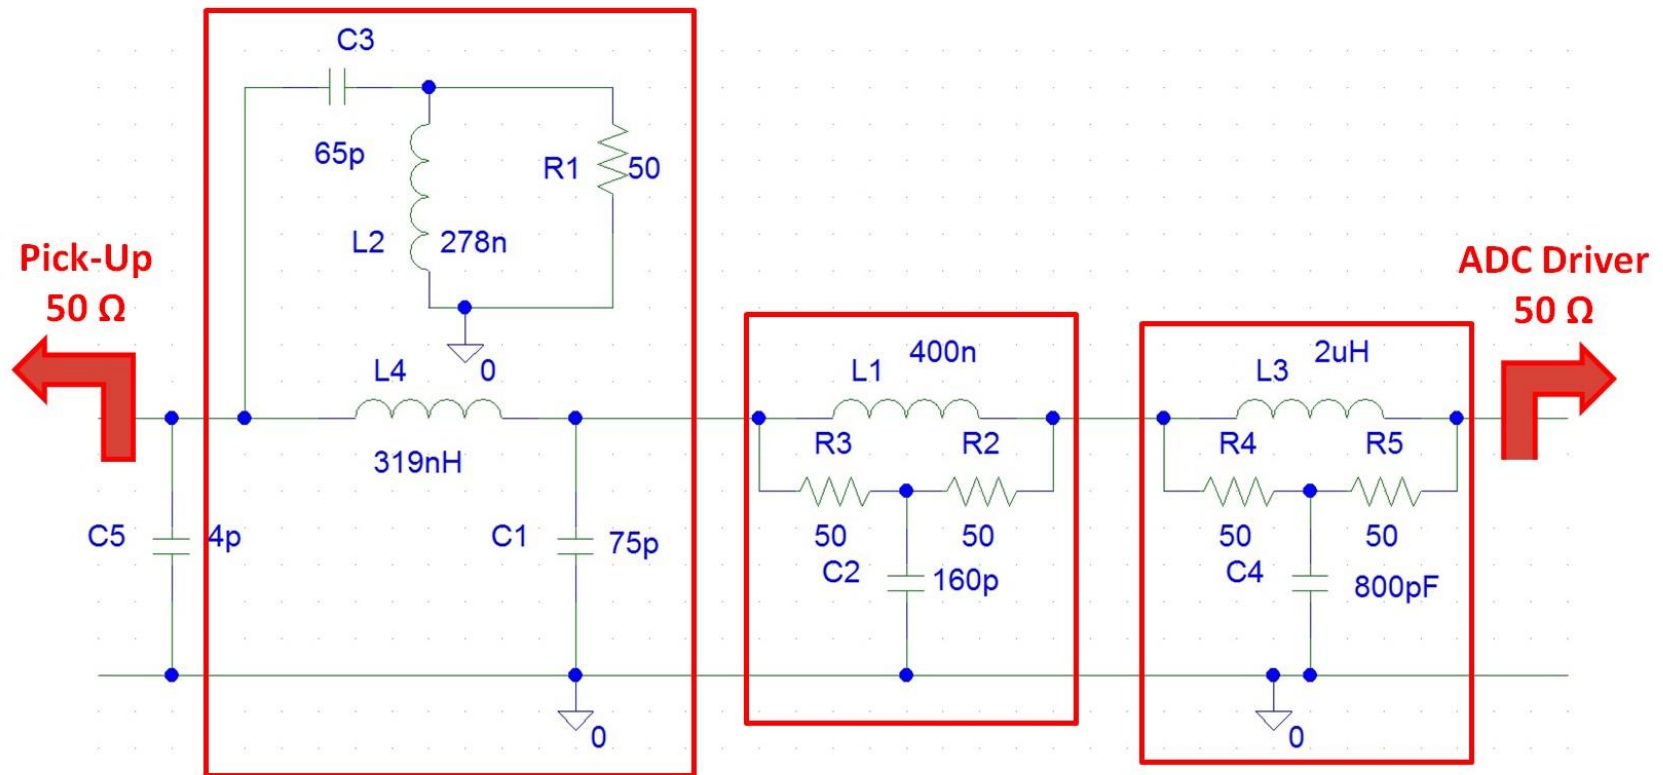 C3
65p
R1
50
L2
278n
0
Pick-Up
50 Ω
ADC Driver
50 Ω
L4
319nH
C5
4p
C1
75p
0
400n
L1
R3
R2
50
50
C2
160p
2uH
L3
R4
R5
50
50
C4
800pF
0